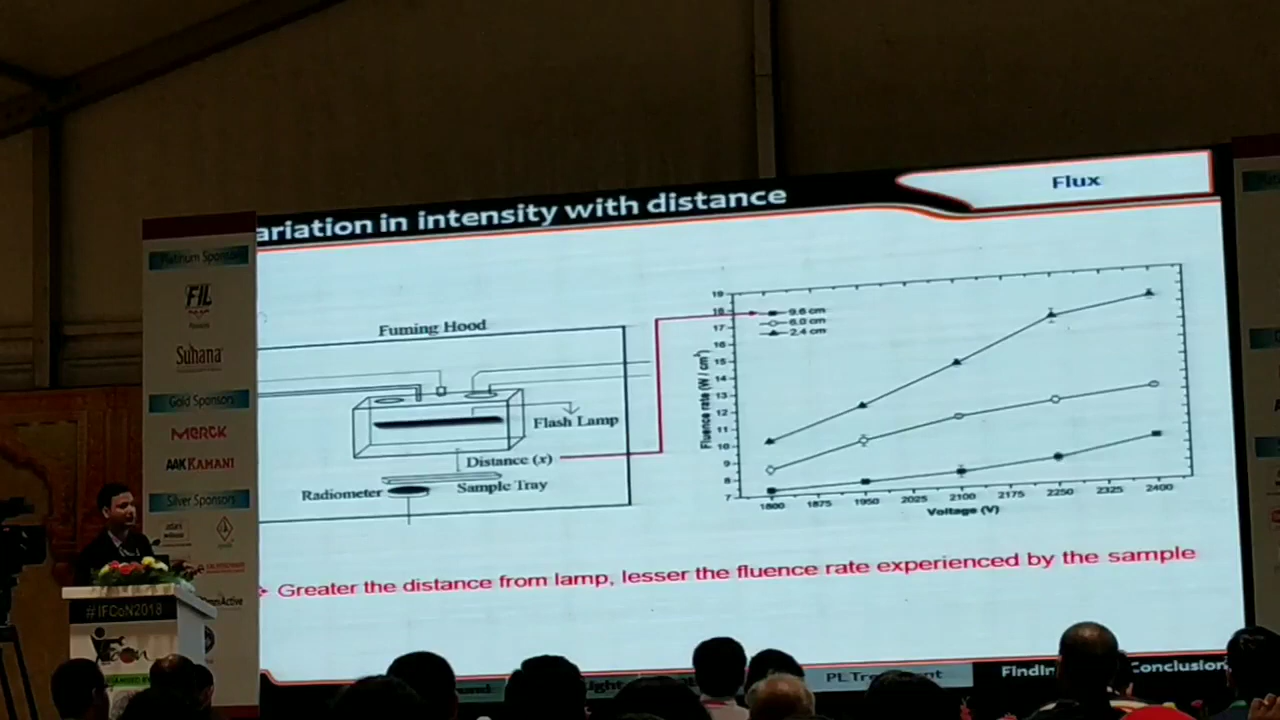 ariation in intensity with distance
Flux
Platinum Sponsors
FIL
Suhana
Gold Sponsors
MERCK
AAK KAMANI
Silver Sponsors
#IFCoN2018
Fuming Hood
Flash Lamp
Distance (x)
Radiometer
Sample Tray
9.6 cm
6.0 cm
2.4 cm
Fluence rate (W / cm²)
19
18
17
16
15
14
13
12
11
10
9
8
7
1800 1875 1950 2025 2100 2175 2250 2325 2400
Voltage (V)
Greater the distance from lamp, lesser the fluence rate experienced by the sample
PL Tre
Findin
Conclusion